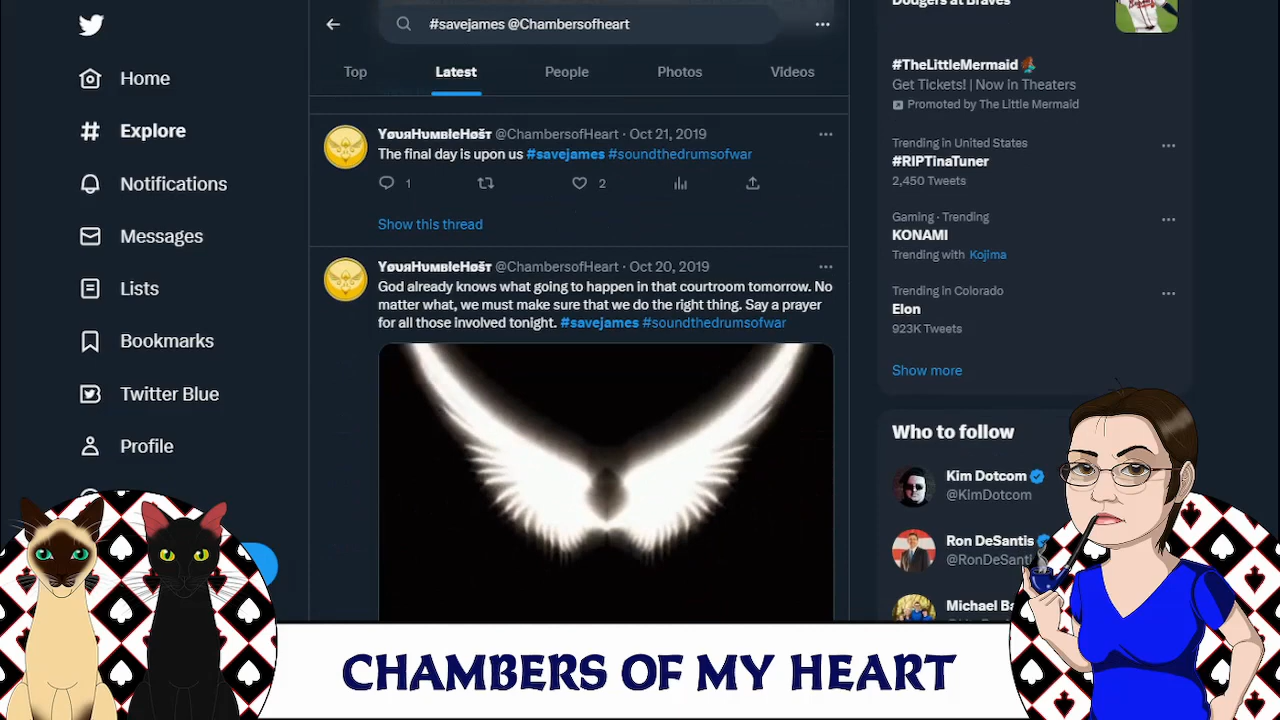 #savejames @Chambersofheart
Top Latest People Photos Videos
Home
Explore
Notifications
Messages
Lists
Bookmarks
Twitter Blue
Profile
YøυяHυмвleHøšт @ChambersofHeart · Oct 21, 2019
The final day is upon us #savejames #soundthedrumsofwar
1 2
Show this thread
YøυяHυмвleHøšт @ChambersofHeart · Oct 20, 2019
God already knows what going to happen in that courtroom tomorrow. No
matter what, we must make sure that we do the right thing. Say a prayer
for all those involved tonight. #savejames #soundthedrumsofwar
Dodgers at Braves
#TheLittleMermaid
Get Tickets! | Now in Theaters
Promoted by The Little Mermaid
Trending in United States
#RIPTinaTuner
2,450 Tweets
Gaming · Trending
KONAMI
Trending with Kojima
Trending in Colorado
Elon
923K Tweets
Show more
Who to follow
Kim Dotcom
@KimDotcom
Ron DeSantis
@RonDeSanti
Michael Ba
CHAMBERS OF MY HEART